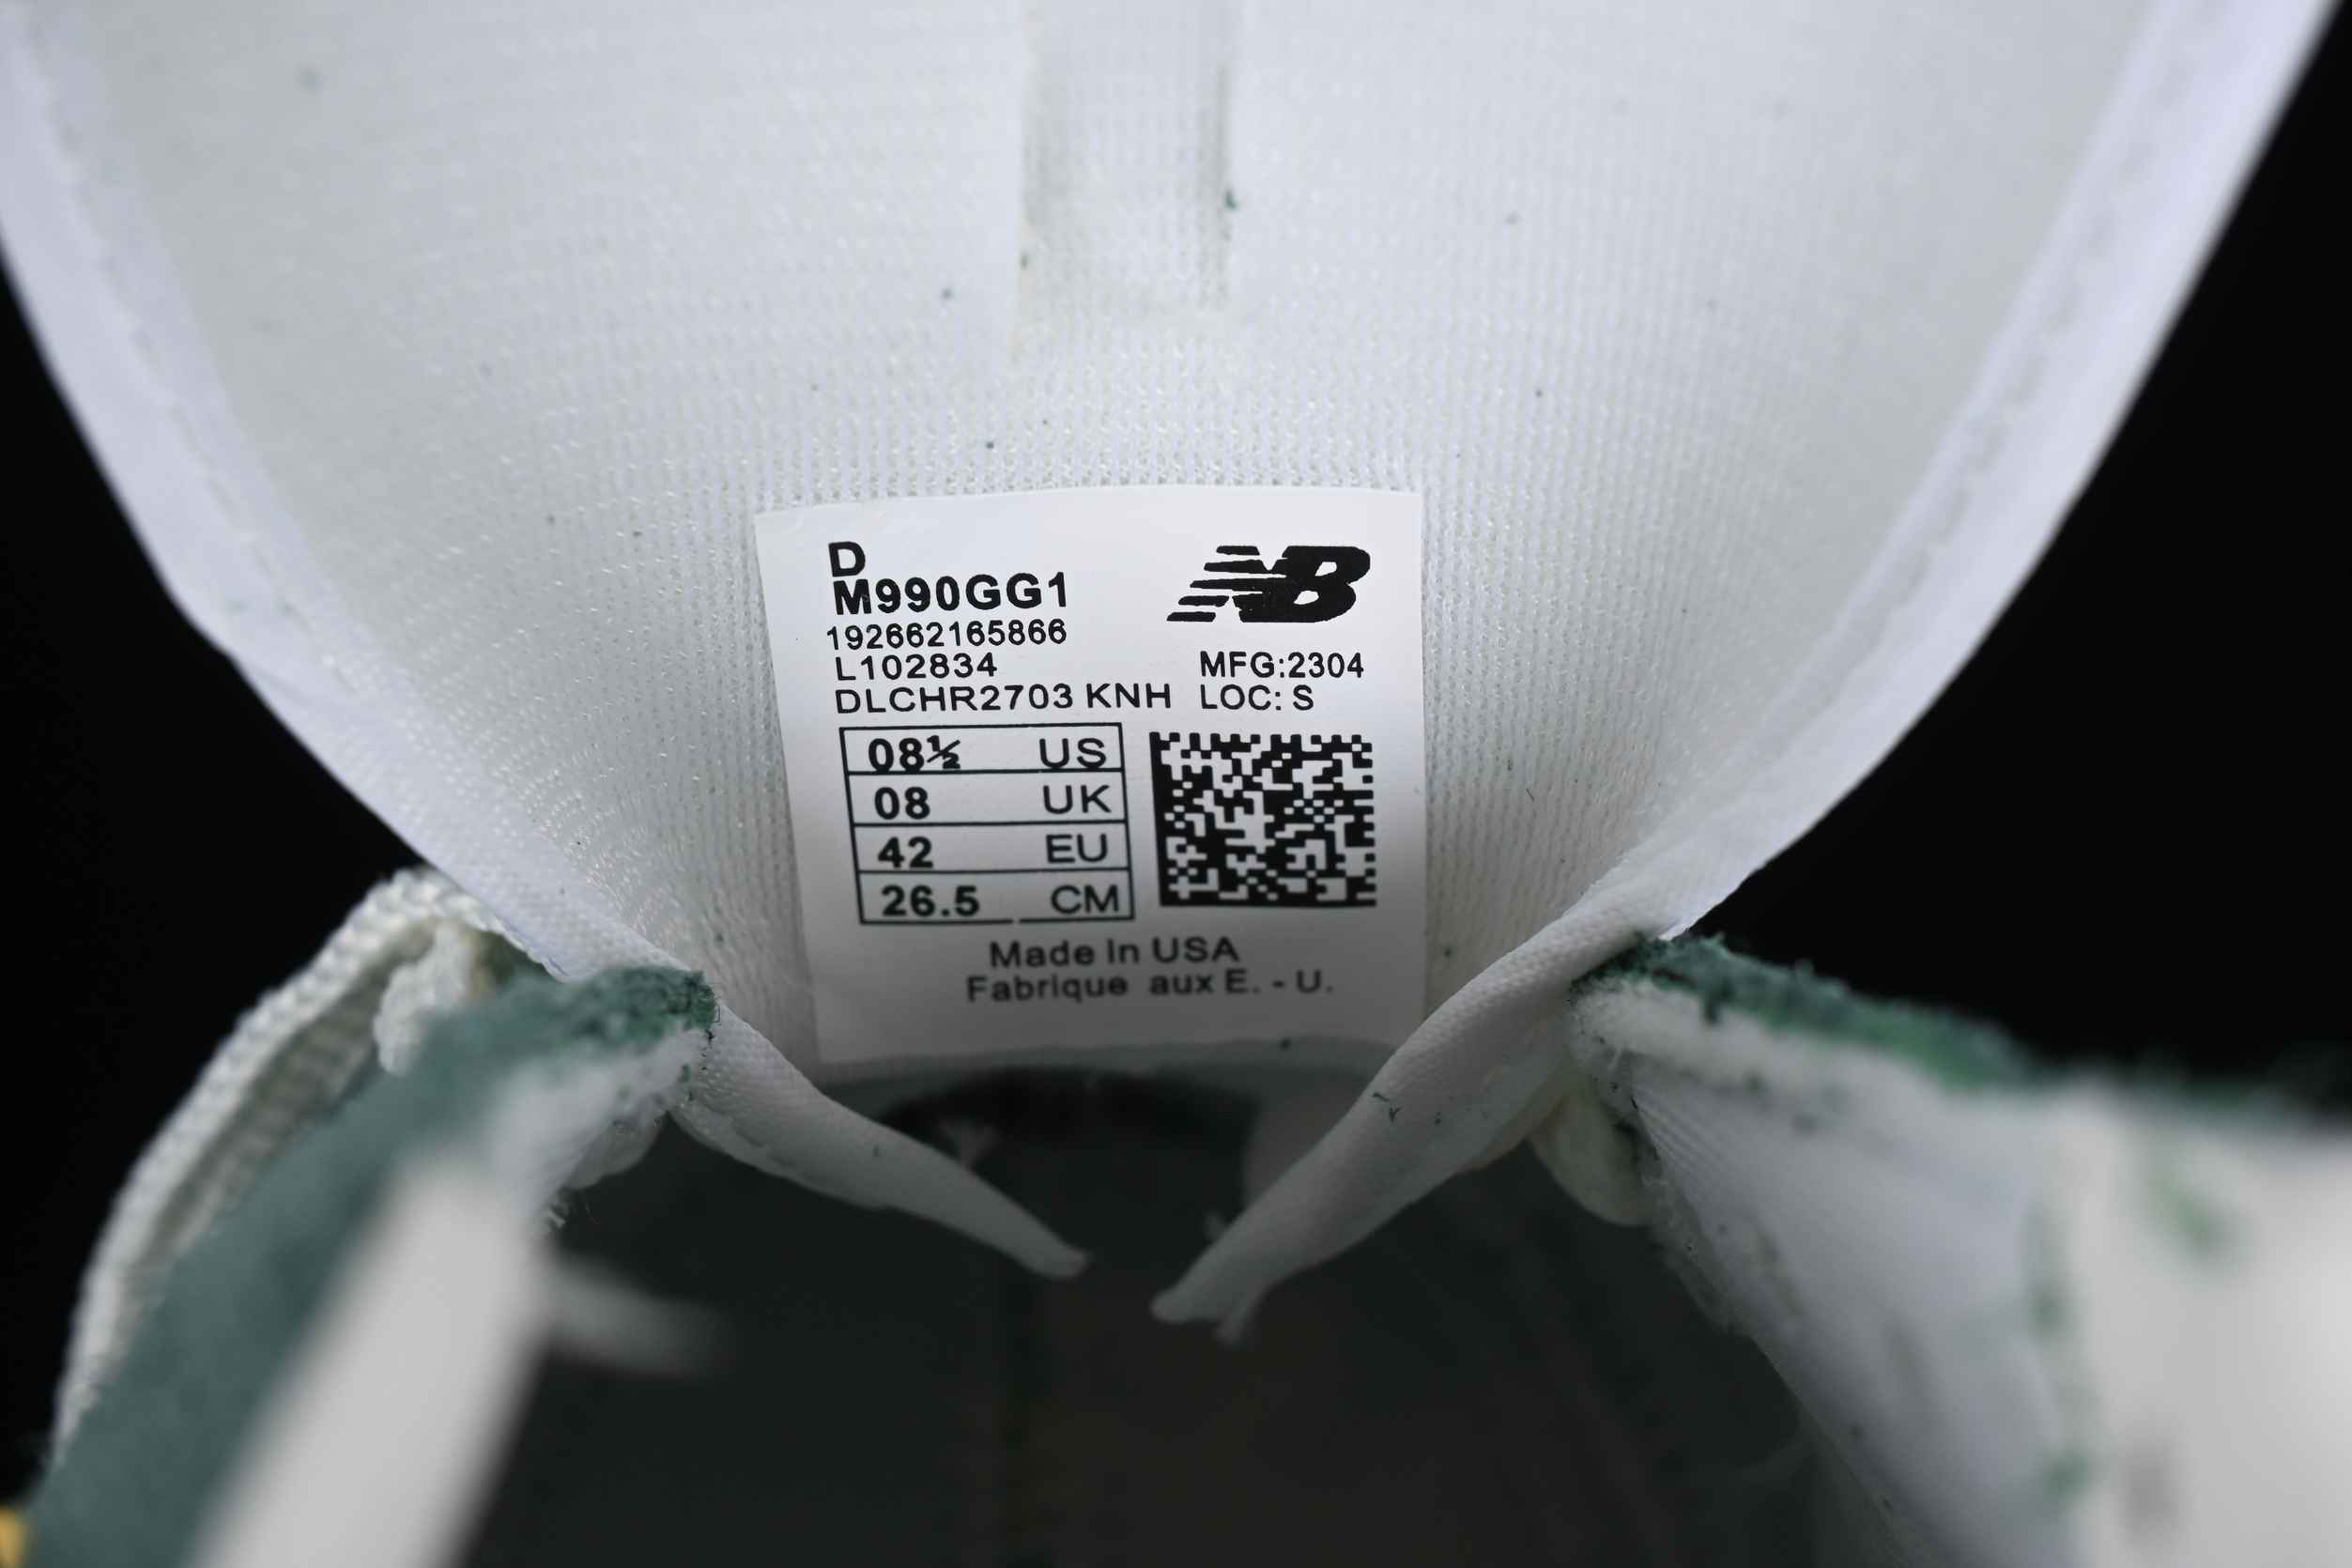 D
M990GG1
192662165866
L102834 MFG:2304
DLCHR2703 KNH LOC: S
08½ US
08 UK
42 EU
26.5 CM
Made In USA
Fabrique aux E. - U.
NB